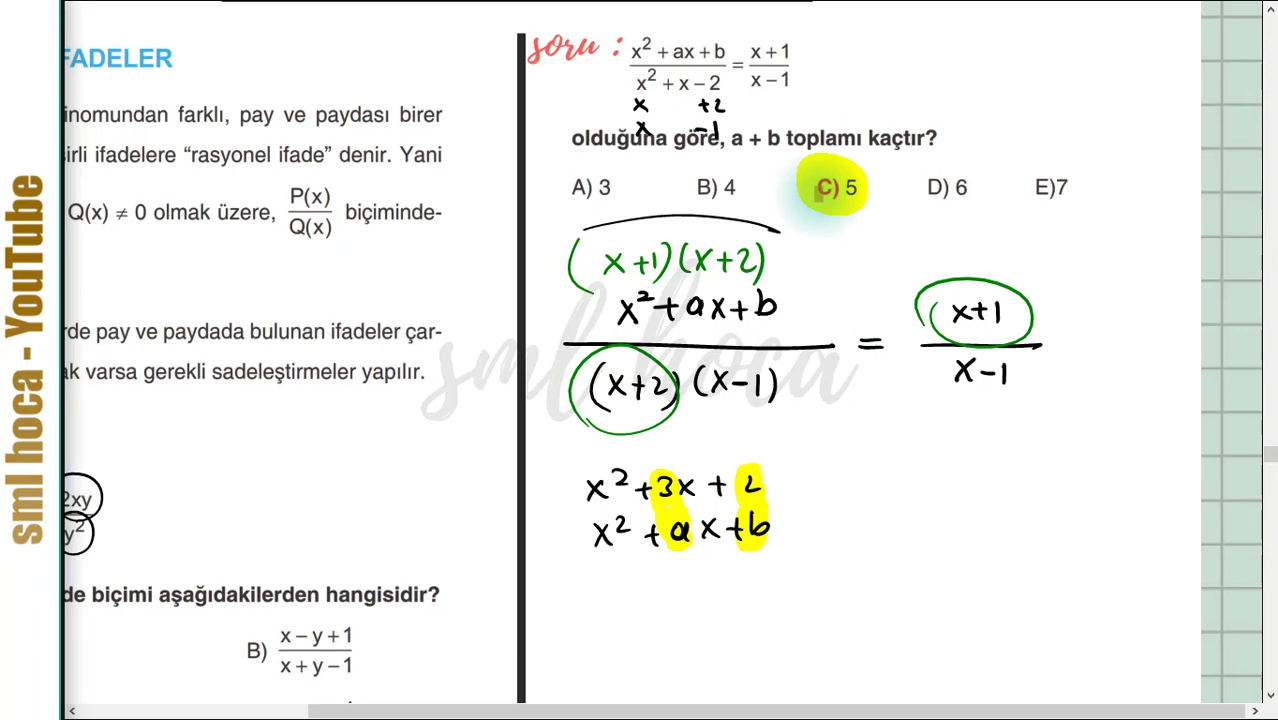 sml hoca - YouTube
FADELER
inomundan farklı, pay ve paydası birer
sirli ifadelere “rasyonel ifade” denir. Yani
Q(x) ≠ 0 olmak üzere, P(x)/Q(x) biçiminde-
rde pay ve paydada bulunan ifadeler çar-
ak varsa gerekli sadeleştirmeler yapılır.
2xy
y²
de biçimi aşağıdakilerden hangisidir?
B) x – y + 1 / x + y – 1
soru : x² + ax + b / x² + x – 2 = x + 1 / x – 1
x +2
x -1
olduğuna göre, a + b toplamı kaçtır?
A) 3 B) 4 C) 5 D) 6 E)7
(x+1)(x+2)
x²+ax+b / (x+2)(x-1) = x+1 / x-1
sml hoca
x²+3x+2
x²+ax+b